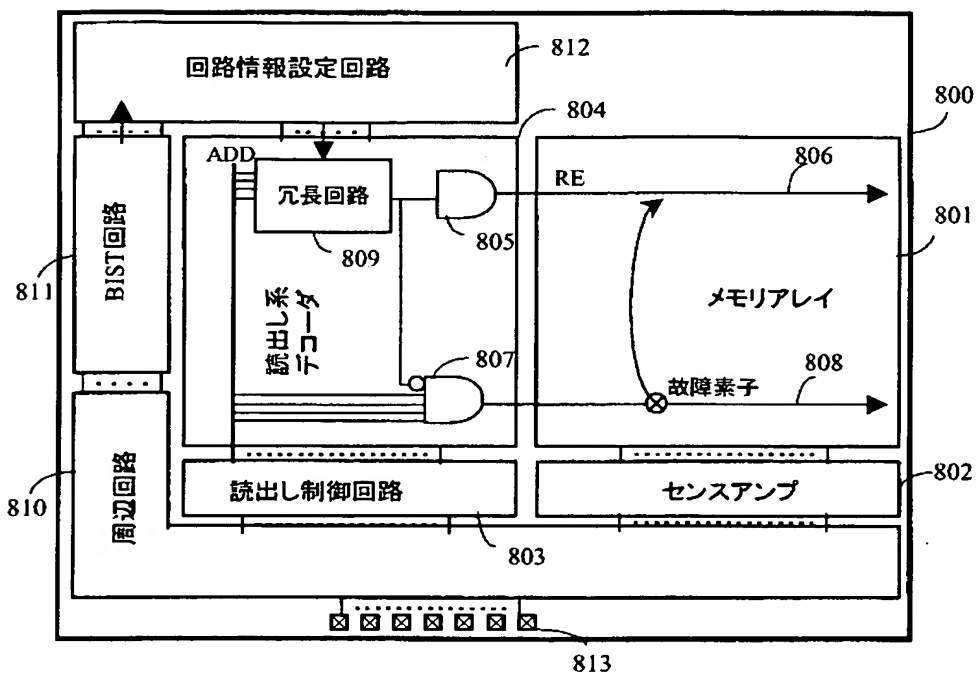 回路情報設定回路
812
804
800
ADD
冗長回路
809
805
RE
806
801
BIST回路
811
読出し系
デコーダ
807
メモリアレイ
故障素子
808
810
周辺回路
読出し制御回路
803
センスアンプ
802
813